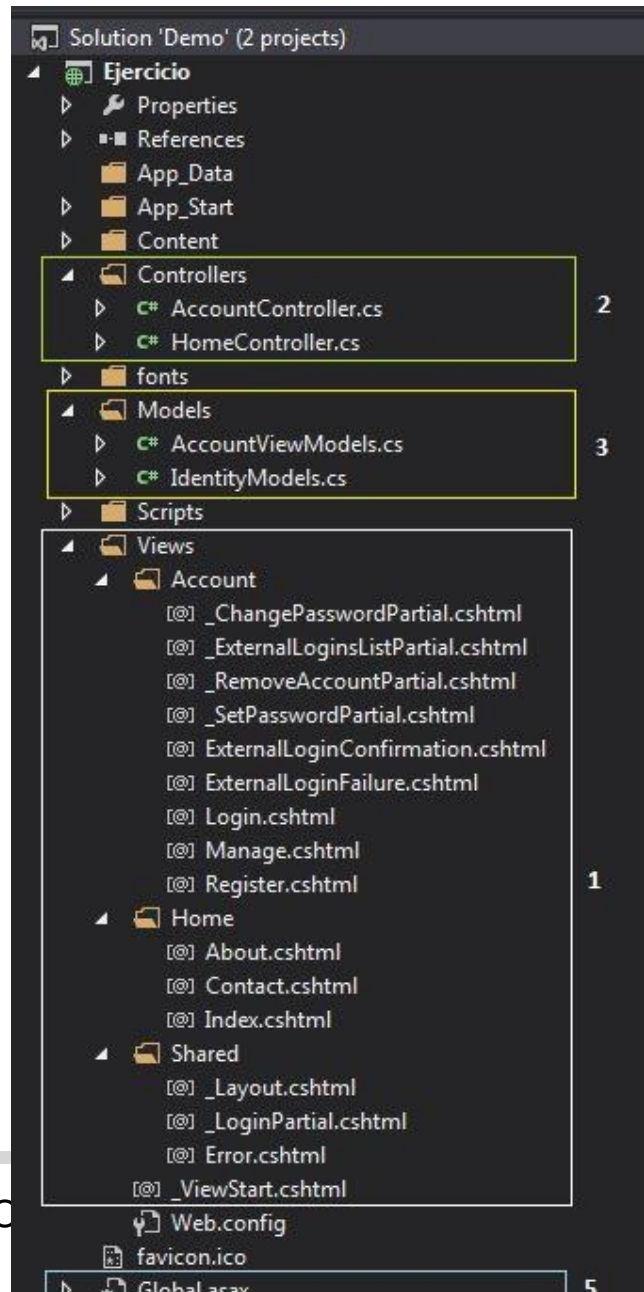 Solution 'Demo' (2 projects)
Ejercicio
Properties
References
App_Data
App_Start
Content
Controllers
C# AccountController.cs
2
C# HomeController.cs
fonts
Models
C# AccountViewModels.cs
3
C# IdentityModels.cs
Scripts
Views
Account
[@] _ChangePasswordPartial.cshtml
[@] _ExternalLoginsListPartial.cshtml
[@] _RemoveAccountPartial.cshtml
[@] _SetPasswordPartial.cshtml
[@] ExternalLoginConfirmation.cshtml
[@] ExternalLoginFailure.cshtml
[@] Login.cshtml
[@] Manage.cshtml
[@] Register.cshtml
1
Home
[@] About.cshtml
[@] Contact.cshtml
[@] Index.cshtml
Shared
[@] _Layout.cshtml
[@] _LoginPartial.cshtml
[@] Error.cshtml
[@] _ViewStart.cshtml
Web.config
favicon.ico
Global.asax
5